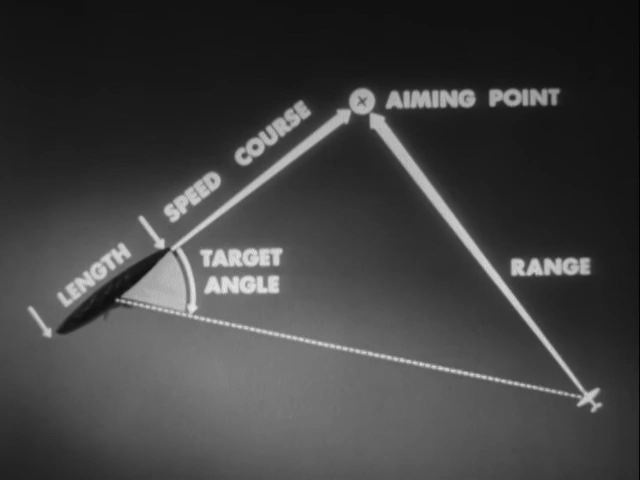 AIMING POINT
SPEED COURSE
LENGTH
TARGET
ANGLE
RANGE